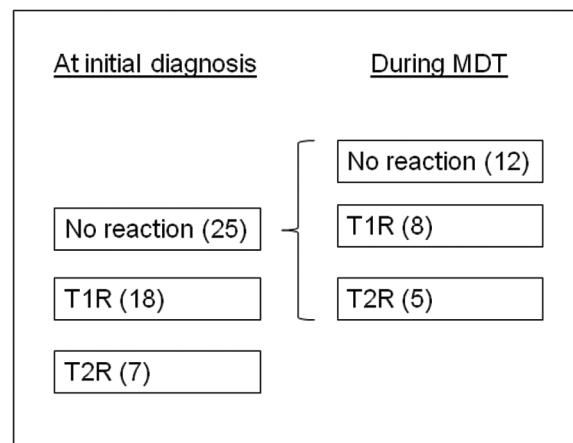 At initial diagnosis
During MDT
No reaction (25)
T1R (18)
T2R (7)
No reaction (12)
T1R (8)
T2R (5)